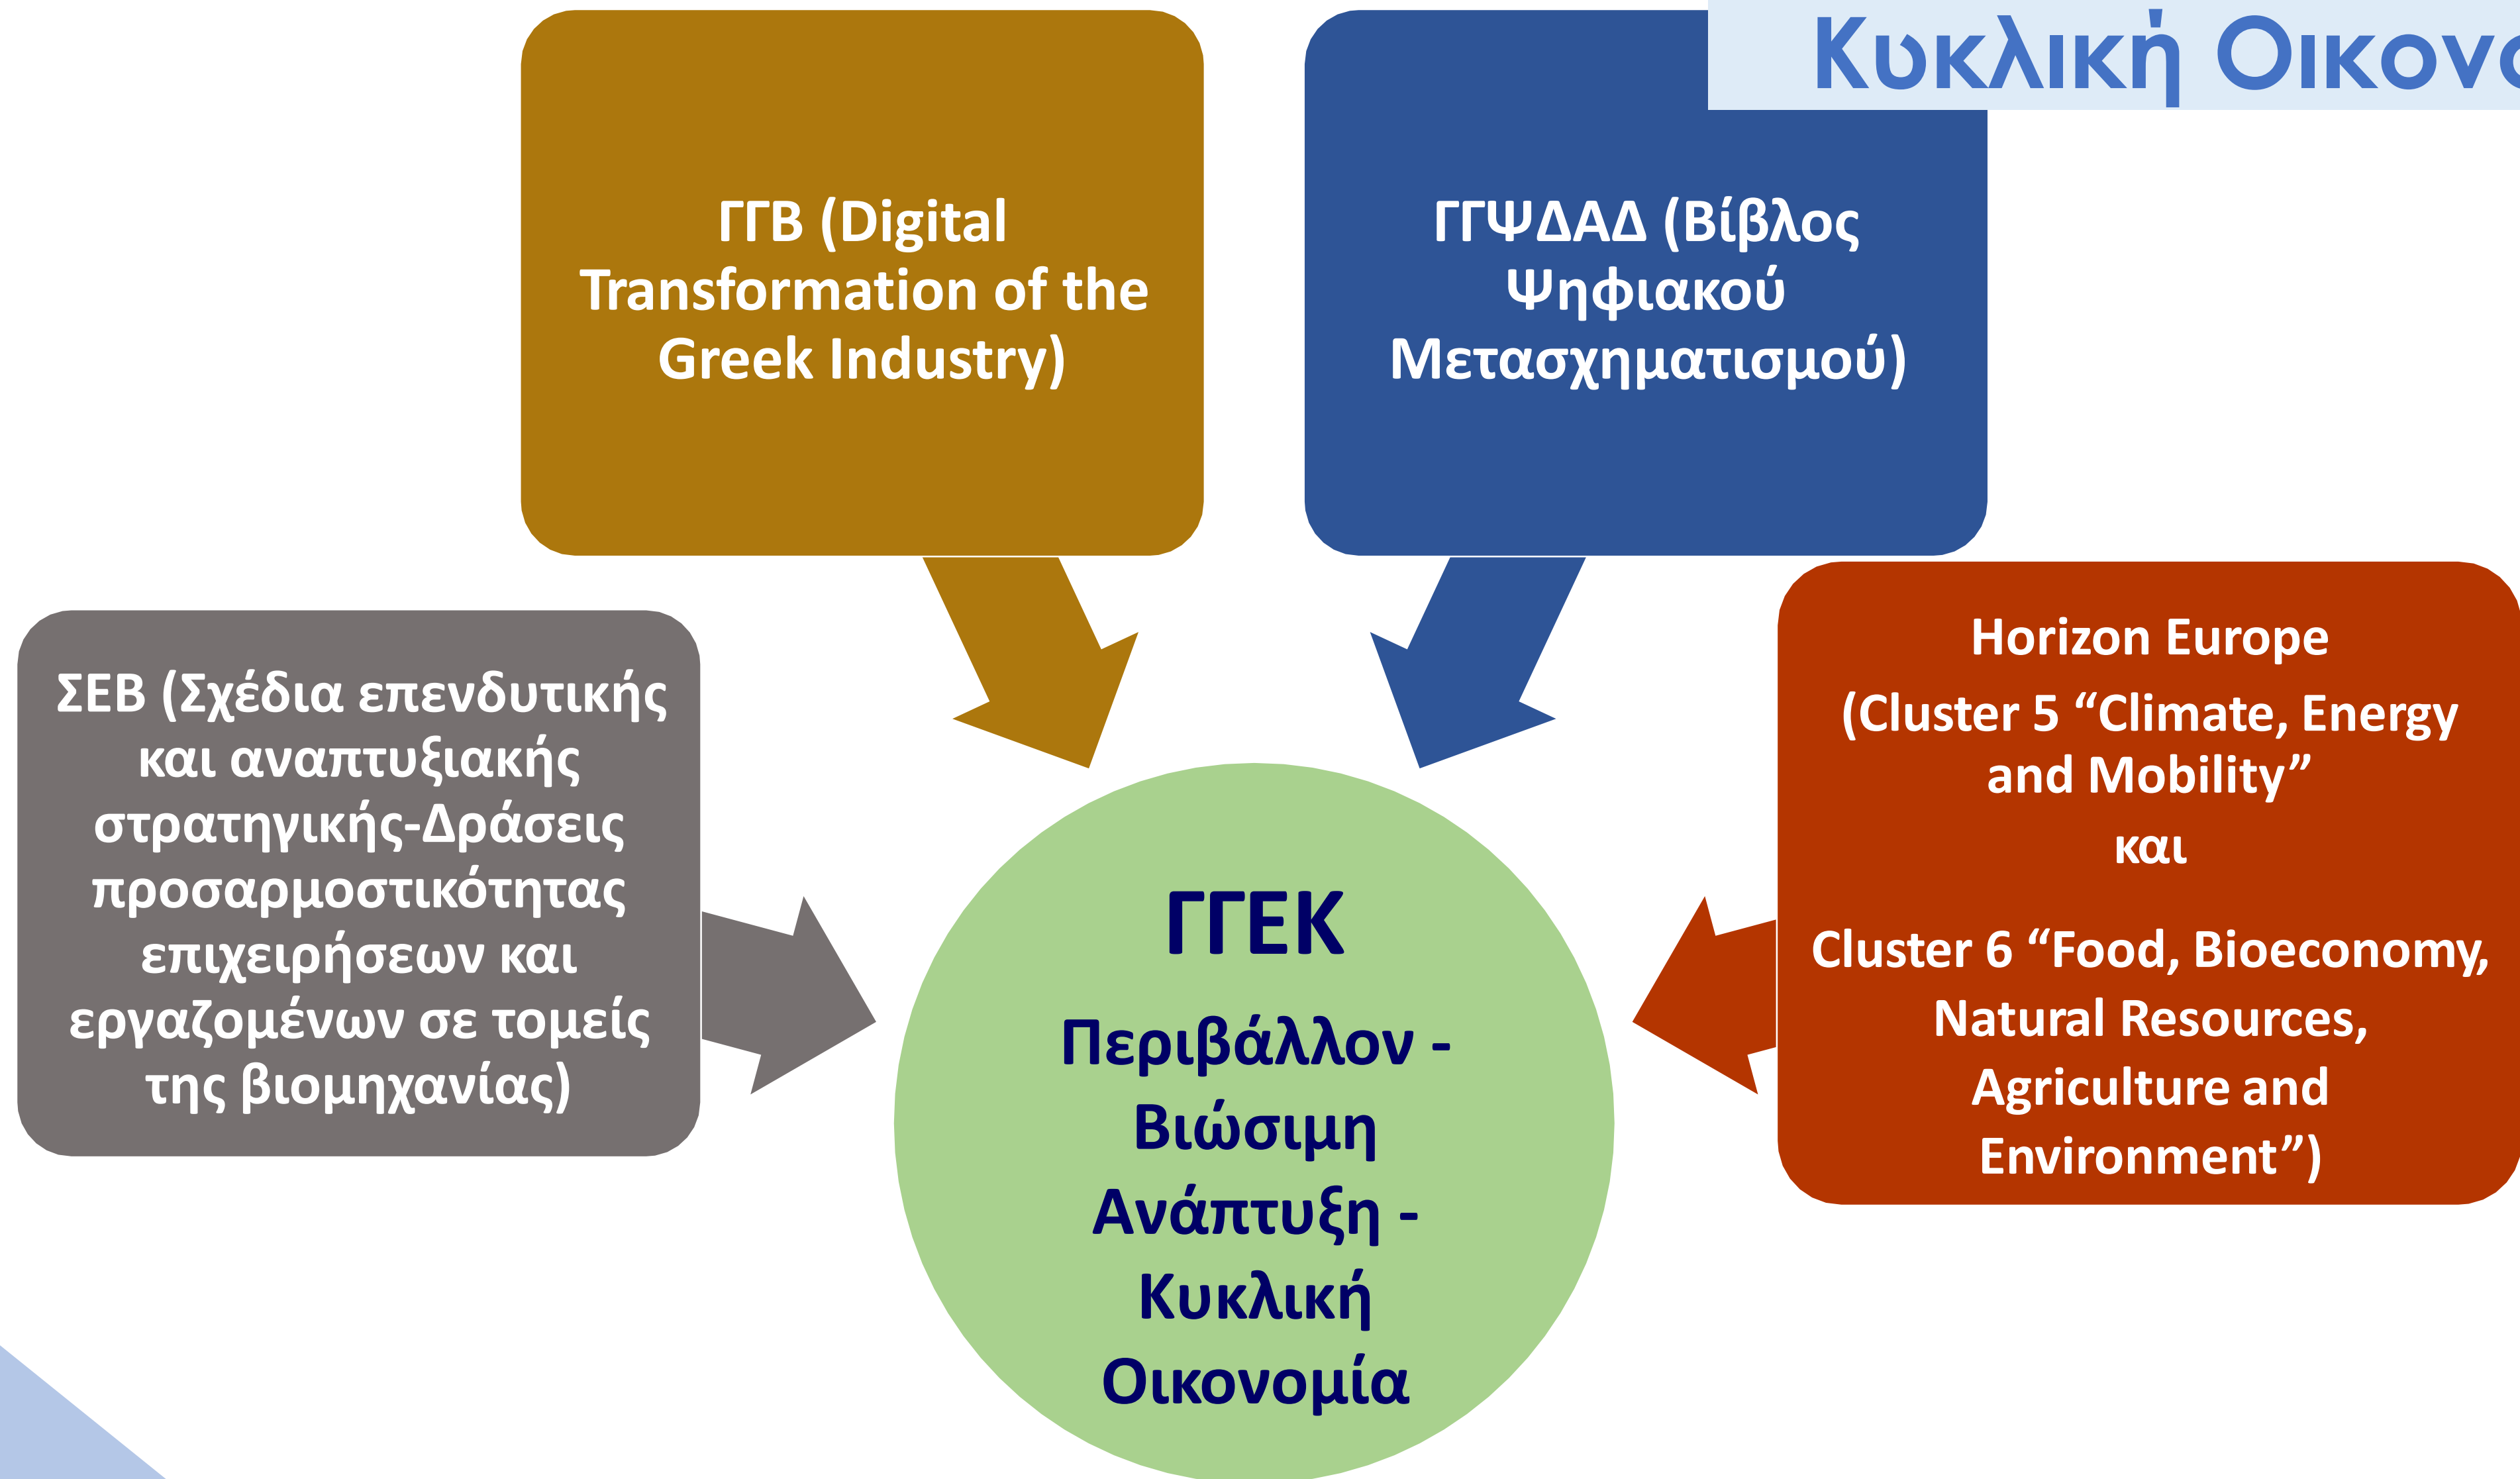 Κυκλική
ΓΓΒ (Digital
Transformation of the
Greek Industry)
ΓΓΨΔΑΔ (Βίβλος
Ψηφιακού
Μετασχηματισμού)
ΣΕΒ (Σχέδια επενδυτικής
και αναπτυξιακής
στρατηγικής-Δράσεις
προσαρμοστικότητας
επιχειρήσεων και
εργαζομένων σε τομείς
της βιομηχανίας)
Horizon Europe
(Cluster 5 “Climate, Energy
and Mobility”
και
Cluster 6 “Food, Bioeconomy,
Natural Resources,
Agriculture and
Environment”)
ΓΓΕΚ
Περιβάλλον -
Βιώσιμη
Ανάπτυξη -
Κυκλική
Οικονομία